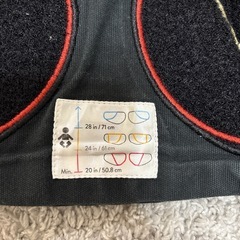 28 in / 71 cm
24 in / 61 cm
Min. 20 in / 50.8 cm